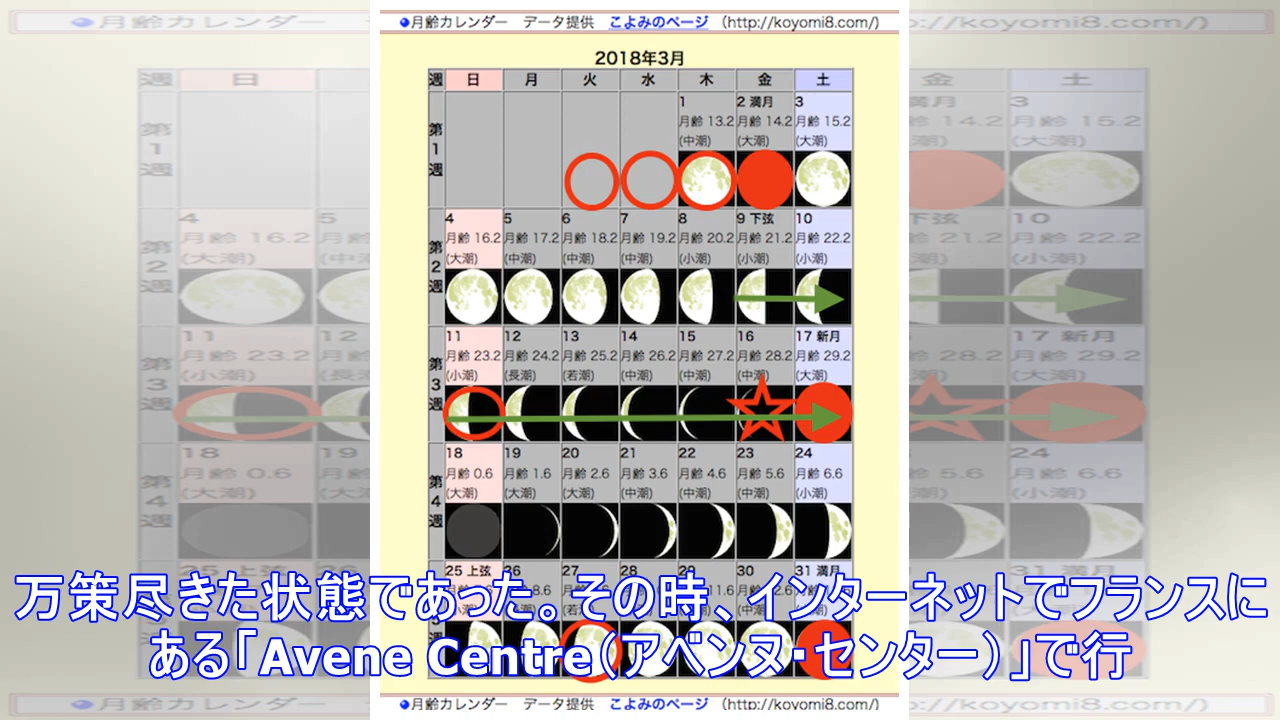 ●月齢カレンダー データ提供 こよみのページ (http://koyomi8.com/)
2018年3月
週 日 月 火 水 木 金 土
第1週
1 2 満月 3
月齢 13.2 月齢 14.2 月齢 15.2
(中潮) (大潮) (大潮)
第2週
4 5 6 7 8 9 下弦 10
月齢 16.2 月齢 17.2 月齢 18.2 月齢 19.2 月齢 20.2 月齢 21.2 月齢 22.2
(大潮) (中潮) (中潮) (中潮) (小潮) (小潮) (小潮)
第3週
11 12 13 14 15 16 17 新月
月齢 23.2 月齢 24.2 月齢 25.2 月齢 26.2 月齢 27.2 月齢 28.2 月齢 29.2
(小潮) (長潮) (若潮) (中潮) (中潮) (中潮) (大潮)
第4週
18 19 20 21 22 23 24
月齢 0.6 月齢 1.6 月齢 2.6 月齢 3.6 月齢 4.6 月齢 5.6 月齢 6.6
(大潮) (大潮) (大潮) (中潮) (中潮) (中潮) (小潮)
25 上弦 26 27 28 29 30 31 満月
万策尽きた状態であった。その時、インターネットでフランスに
ある「Avene Centre（アベンヌ・センター）」で行
●月齢カレンダー データ提供 こよみのページ (http://koyomi8.com/)